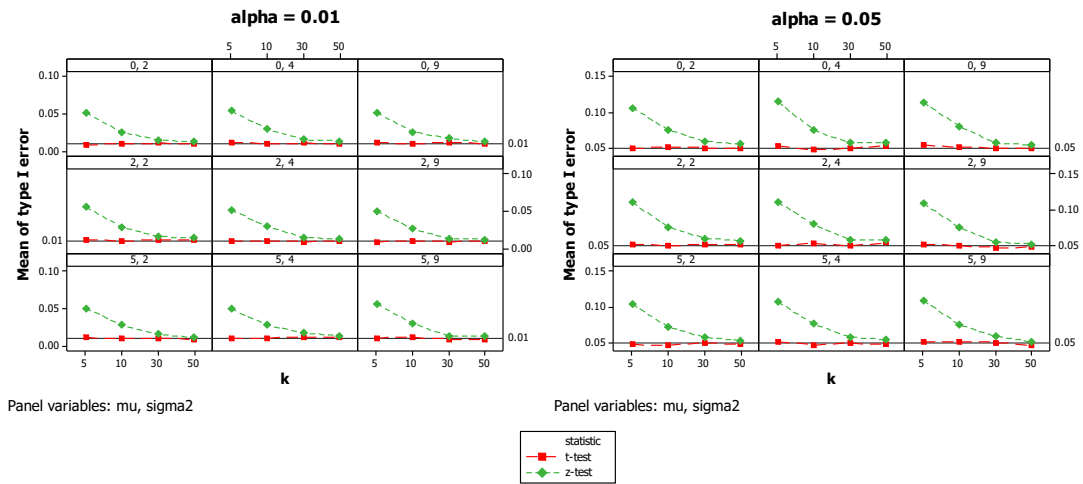 alpha = 0.01
5 10 30 50
0, 2 0, 4 0, 9
0.10
0.05
0.00
0.01
2, 2 2, 4 2, 9
0.10
0.05
0.00
0.01
5, 2 5, 4 5, 9
0.10
0.05
0.00
0.01
Mean of type I error
5 10 30 50 5 10 30 50
k
Panel variables: mu, sigma2
alpha = 0.05
5 10 30 50
0, 2 0, 4 0, 9
0.15
0.10
0.05
0.05
2, 2 2, 4 2, 9
0.15
0.10
0.05
0.05
5, 2 5, 4 5, 9
0.15
0.10
0.05
0.05
Mean of type I error
5 10 30 50 5 10 30 50
k
Panel variables: mu, sigma2
statistic
t-test
z-test